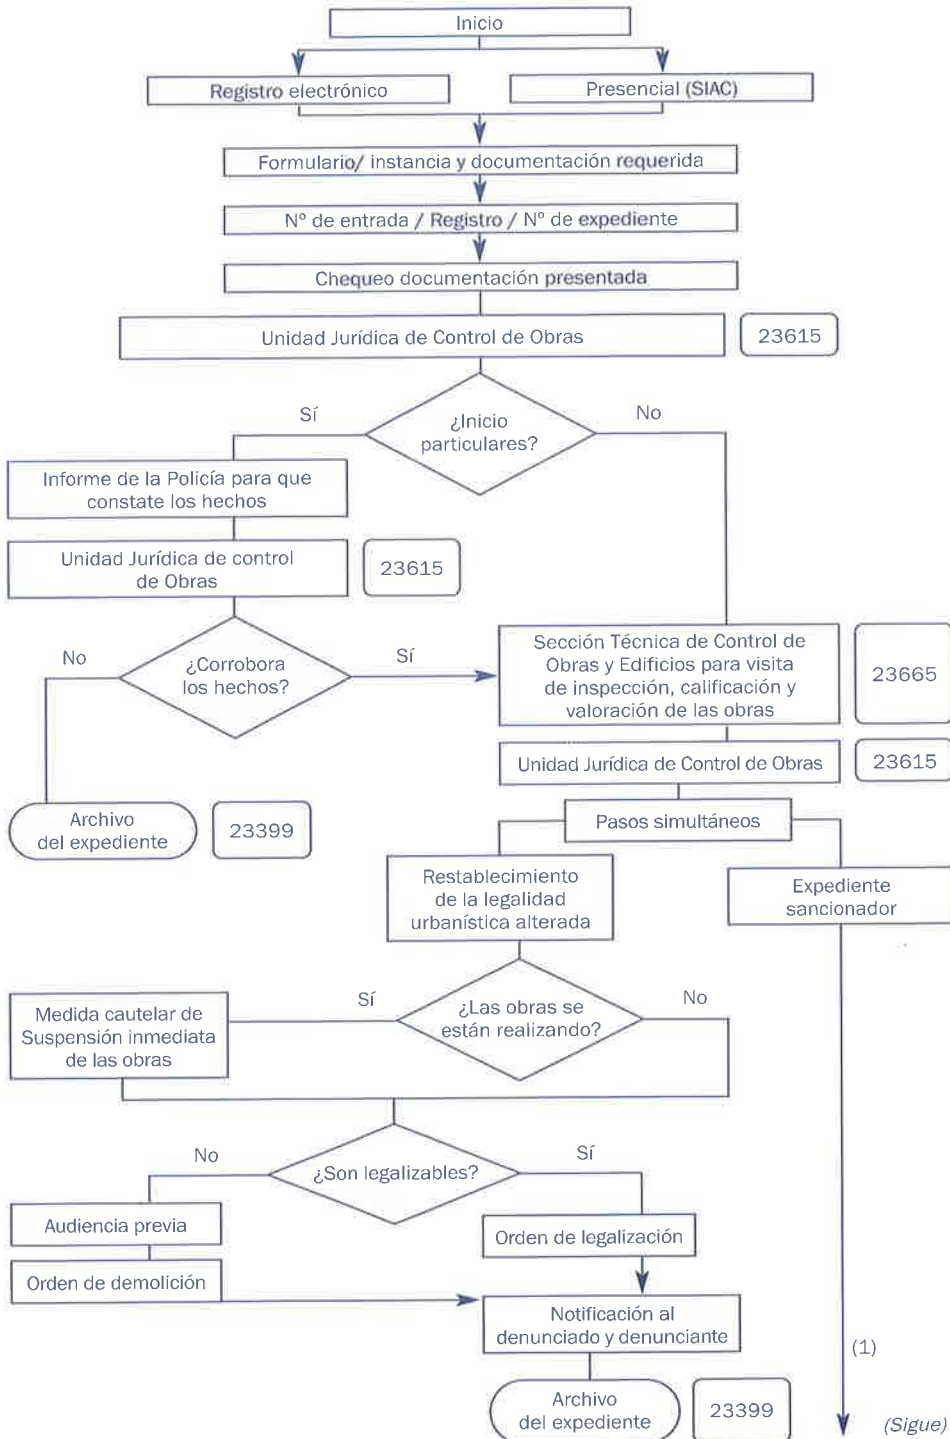 Inicio
Registro electrónico
Presencial (SIAC)
Formulario/ instancia y documentación requerida
Nº de entrada / Registro / Nº de expediente
Chequeo documentación presentada
Unidad Jurídica de Control de Obras
23615
¿Inicio
particulares?
Sí
No
Informe de la Policía para que
constate los hechos
Unidad Jurídica de control
de Obras
23615
¿Corrobora
los hechos?
No
Sí
Sección Técnica de Control de
Obras y Edificios para visita
de inspección, calificación y
valoración de las obras
23665
Unidad Jurídica de Control de Obras
23615
Archivo
del expediente
23399
Pasos simultáneos
Restablecimiento
de la legalidad
urbanística alterada
Expediente
sancionador
¿Las obras se
están realizando?
Sí
No
Medida cautelar de
Suspensión inmediata
de las obras
¿Son legalizables?
No
Sí
Audiencia previa
Orden de demolición
Orden de legalización
Notificación al
denunciado y denunciante
Archivo
del expediente
23399
(1)
(Sigue)